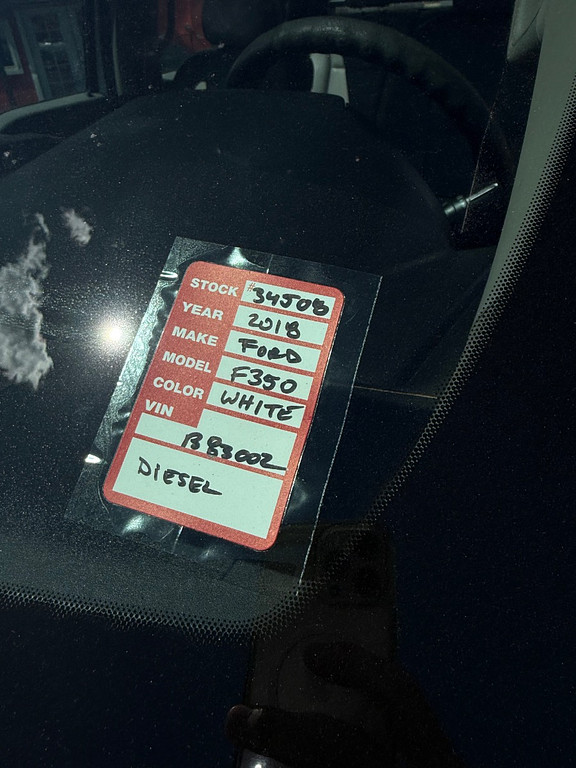 STOCK #34508
YEAR 2018
MAKE FORD
MODEL F350
COLOR WHITE
VIN
B83002
DIESEL